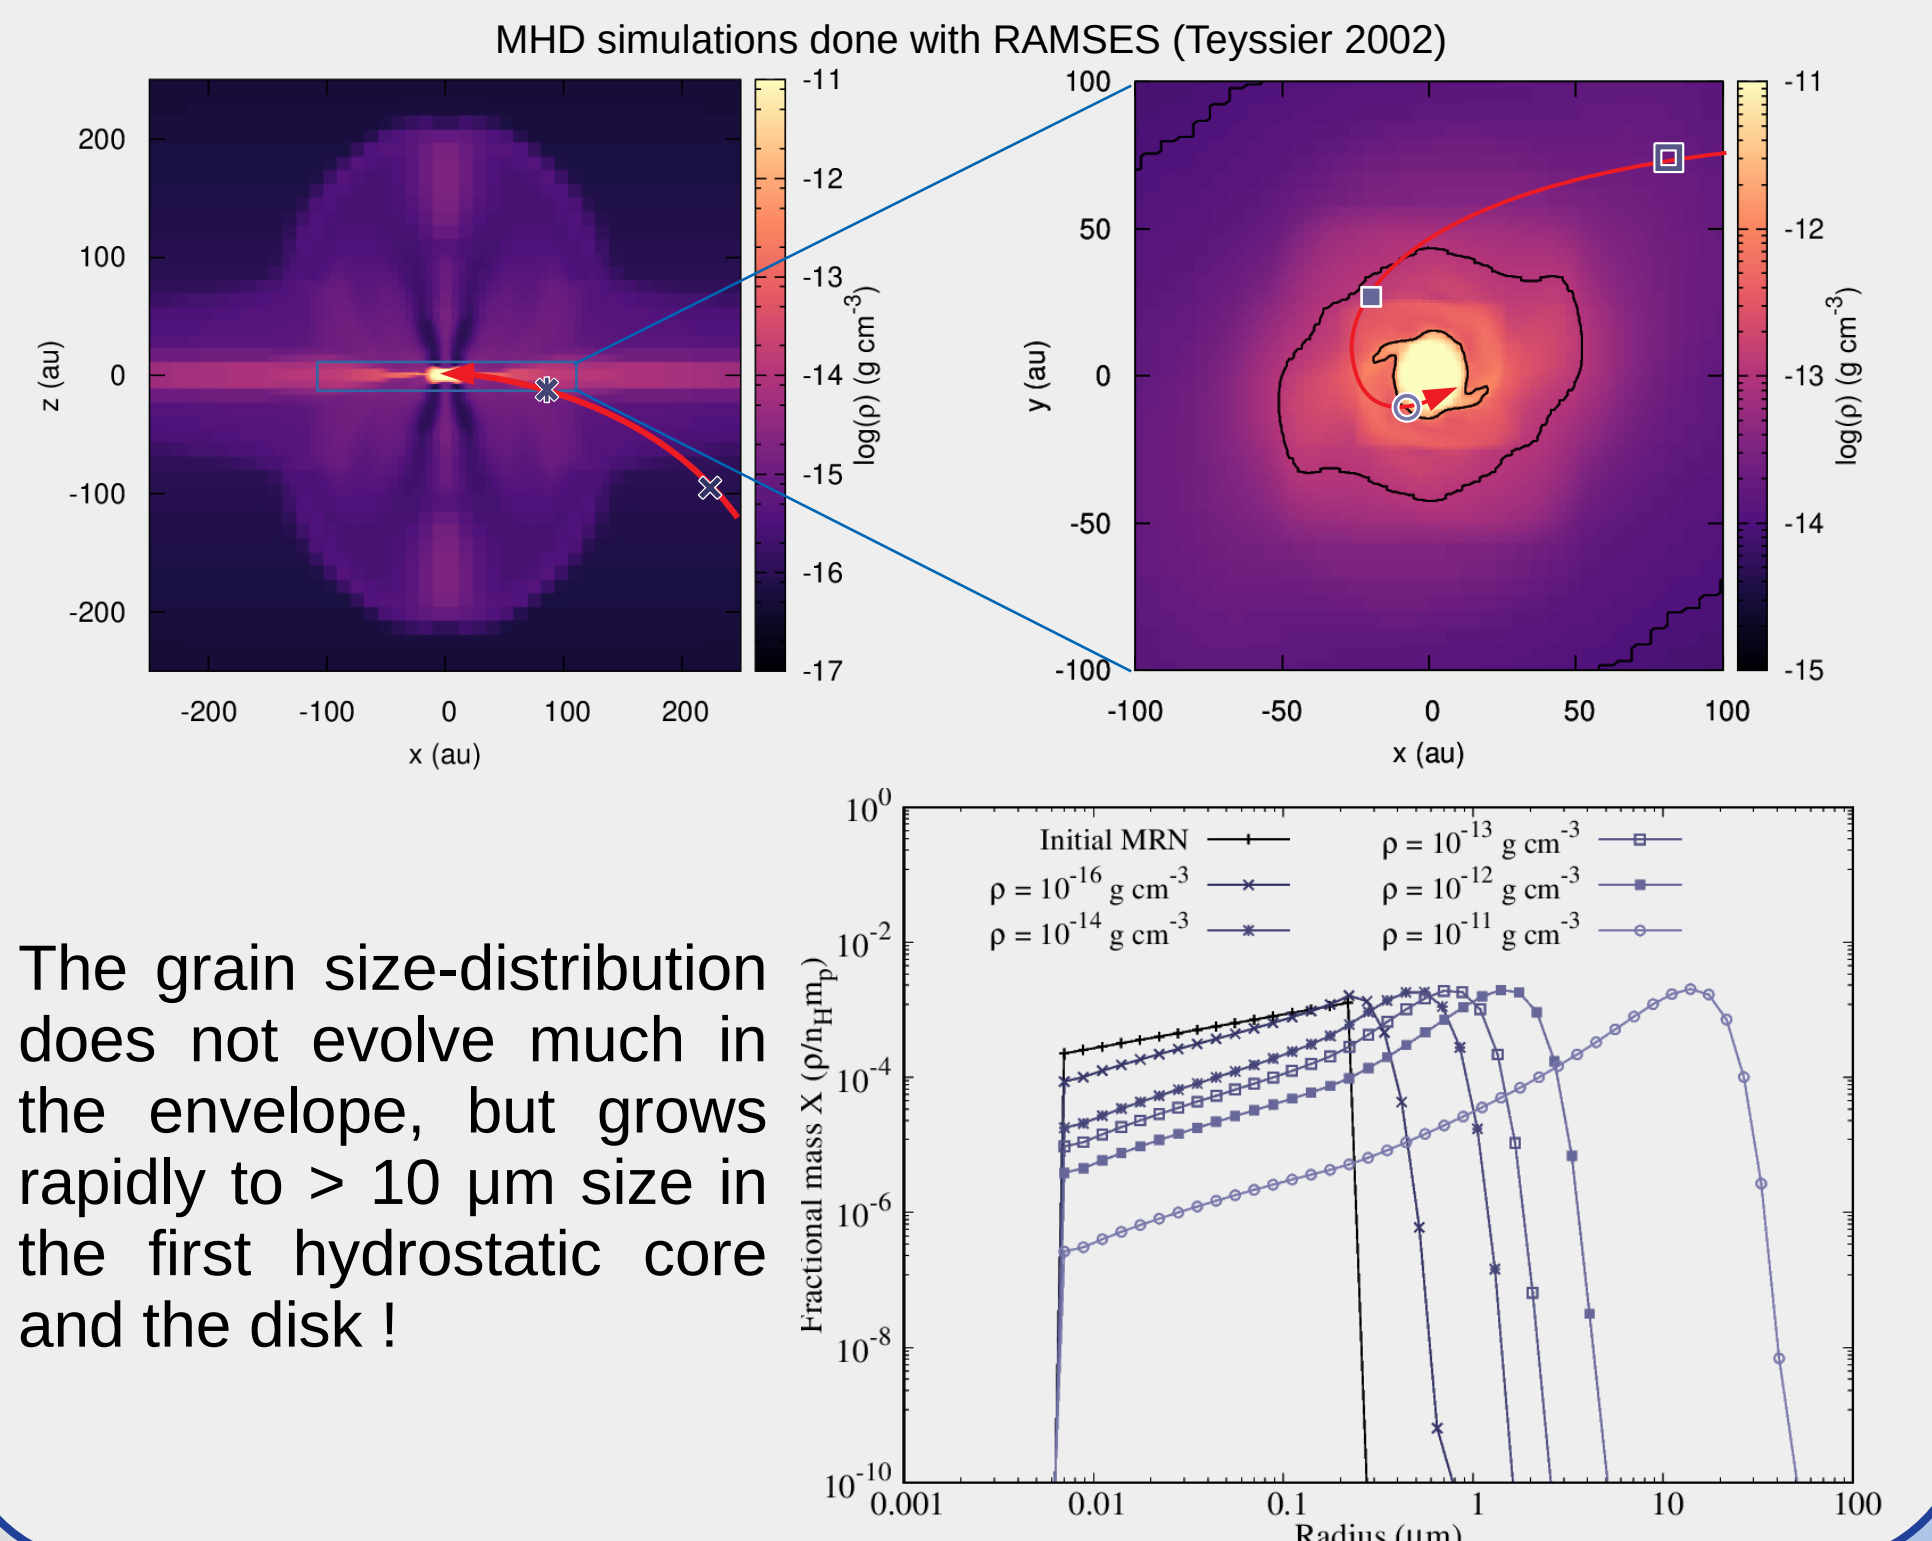 MHD simulations done with RAMSES (Teyssier 2002)
200
100
0
-100
-200
z (au)
-200 -100 0 100 200
x (au)
-11
-12
-13
-14
-15
-16
-17
log(ρ) (g cm⁻³)
100
50
0
-50
-100
y (au)
-100 -50 0 50 100
x (au)
-11
-12
-13
-14
-15
log(ρ) (g cm⁻³)
The grain size-distribution
does not evolve much in
the envelope, but grows
rapidly to > 10 μm size in
the first hydrostatic core
and the disk !
Fractional mass X (ρ/n_H m_p)
10⁰
10⁻²
10⁻⁴
10⁻⁶
10⁻⁸
10⁻¹⁰
Initial MRN
ρ = 10⁻¹⁶ g cm⁻³
ρ = 10⁻¹⁴ g cm⁻³
ρ = 10⁻¹³ g cm⁻³
ρ = 10⁻¹² g cm⁻³
ρ = 10⁻¹¹ g cm⁻³
0.001 0.01 0.1 1 10 100
Radius (μm)